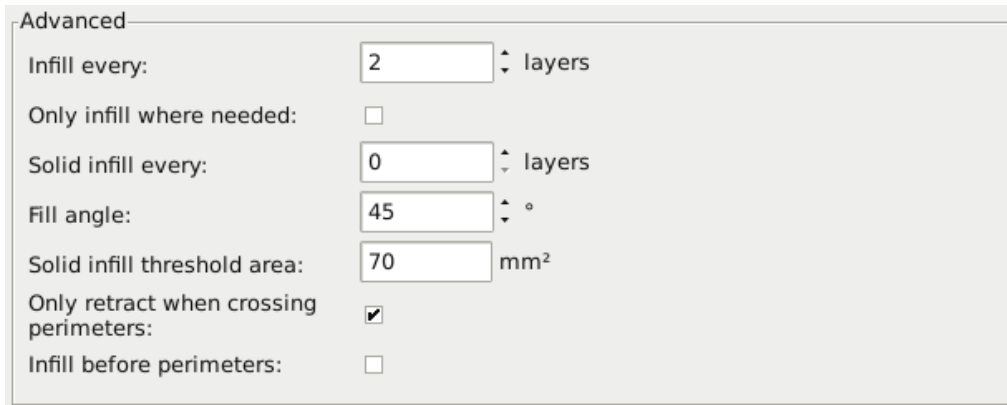 Advanced
Infill every: 2 layers
Only infill where needed:
Solid infill every: 0 layers
Fill angle: 45 °
Solid infill threshold area: 70 mm²
Only retract when crossing
perimeters:
Infill before perimeters: